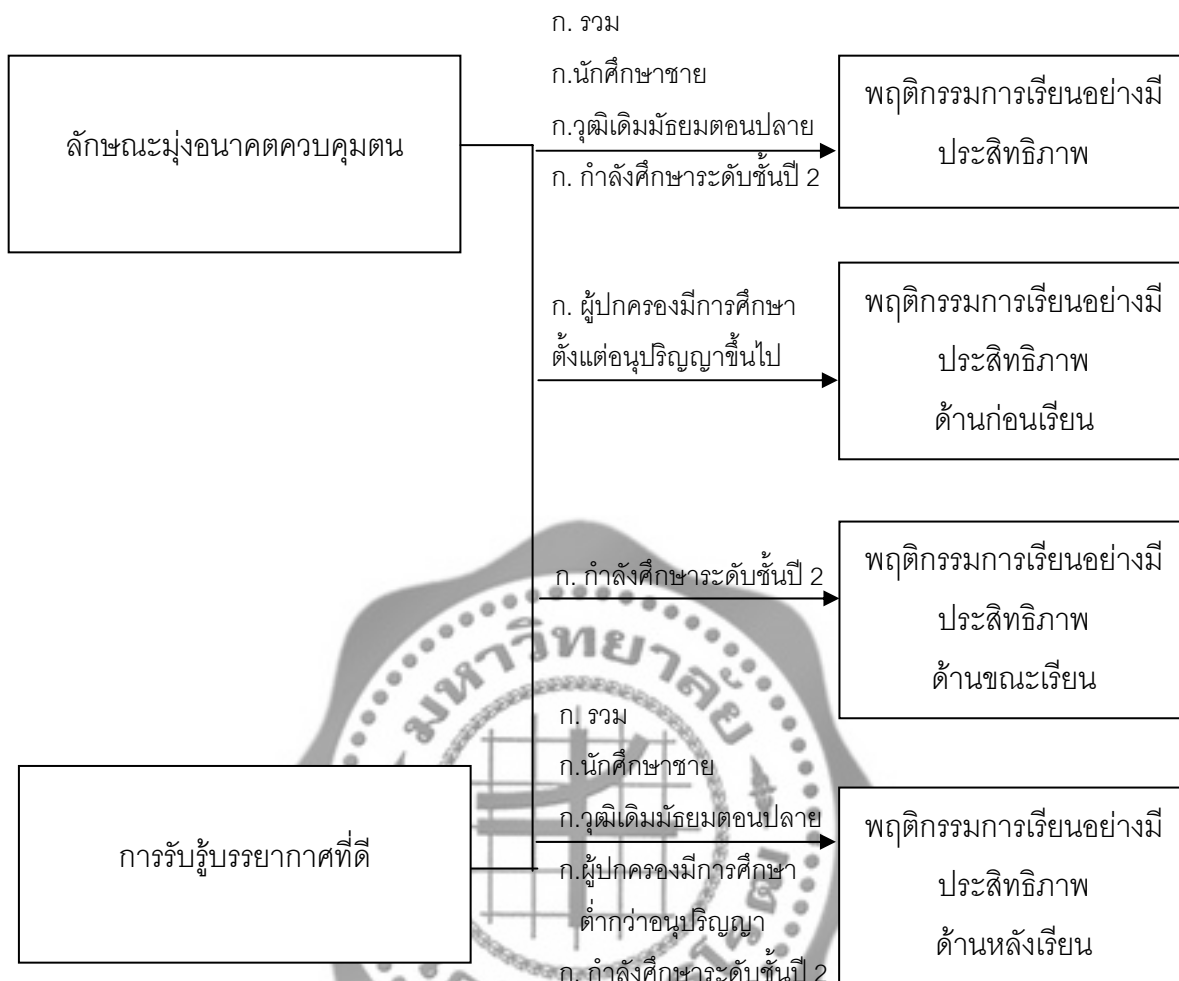 ก. รวม
ก.นักศึกษาชาย
ก.วุฒิเดิมมัธยมตอนปลาย
ก. กำลังศึกษาระดับชั้นปี 2
ลักษณะมุ่งอนาคตควบคุมตน
พฤติกรรมการเรียนอย่างมี
ประสิทธิภาพ
ก. ผู้ปกครองมีการศึกษา
ตั้งแต่อนุปริญญาขึ้นไป
พฤติกรรมการเรียนอย่างมี
ประสิทธิภาพ
ด้านก่อนเรียน
ก. กำลังศึกษาระดับชั้นปี 2
พฤติกรรมการเรียนอย่างมี
ประสิทธิภาพ
ด้านขณะเรียน
มหาวิทยาลัย
การรับรู้บรรยากาศที่ดี
ก. รวม
ก.นักศึกษาชาย
ก.วุฒิเดิมมัธยมตอนปลาย
ก.ผู้ปกครองมีการศึกษา
ต่ำกว่าอนุปริญญา
ก. กำลังศึกษาระดับชั้นปี 2
พฤติกรรมการเรียนอย่างมี
ประสิทธิภาพ
ด้านหลังเรียน